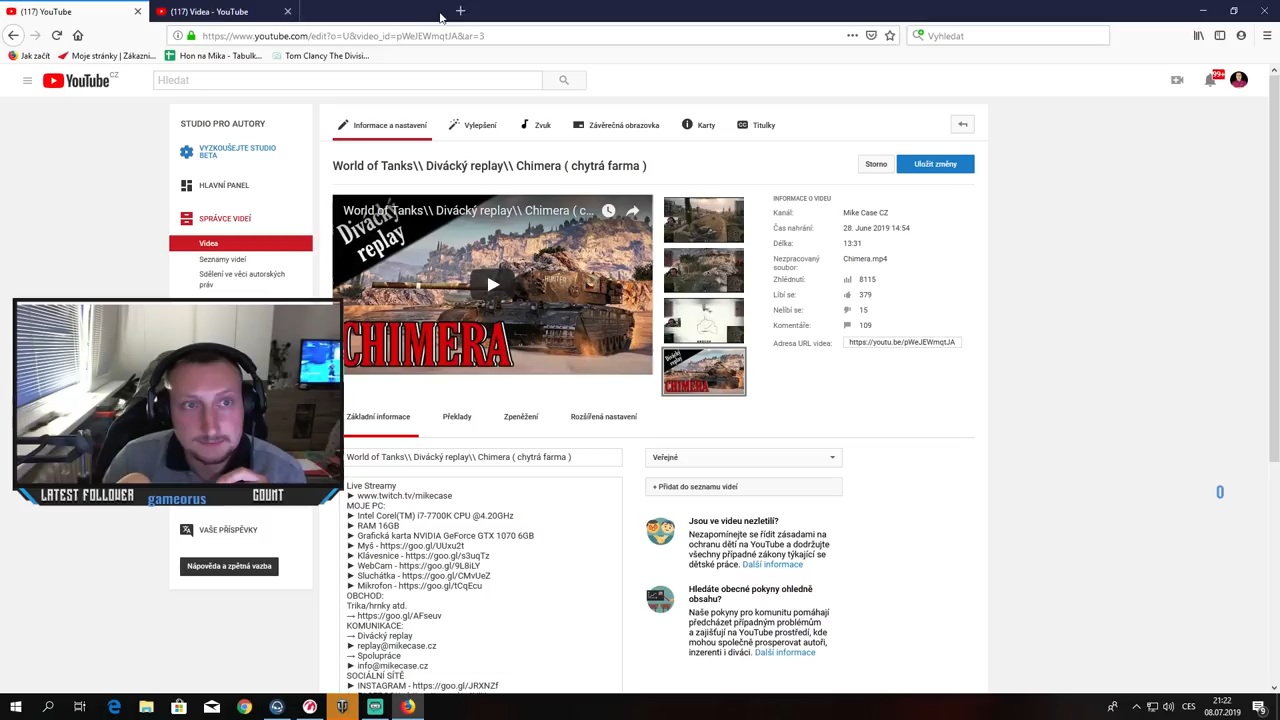 (117) YouTube
(117) Videa - YouTube
https://www.youtube.com/edit?o=U&video_id=pWeJEWmqtJA&ar=3
Vyhledat
Jak začít
Moje stránky | Zákazní...
Hon na Mika - Tabulk...
Tom Clancy The Divisi...
YouTube CZ
Hledat
99+
STUDIO PRO AUTORY
VYZKOUŠEJTE STUDIO
BETA
HLAVNÍ PANEL
SPRÁVCE VIDEÍ
Videa
Seznamy videí
Sdělení ve věci autorských
práv
VAŠE PŘÍSPĚVKY
Nápověda a zpětná vazba
Informace a nastavení
Vylepšení
Zvuk
Závěrečná obrazovka
Karty
CC Titulky
World of Tanks\\ Divácký replay\\ Chimera ( chytrá farma )
Storno
Uložit změny
World of Tanks\\ Divácký replay\\ Chimera ( c...
Divácký
replay
CHIMERA
INFORMACE O VIDEU
Kanál: Mike Case CZ
Čas nahrání: 28. June 2019 14:54
Délka: 13:31
Nezpracovaný
soubor: Chimera.mp4
Zhlédnutí: 8115
Líbí se: 379
Nelíbí se: 15
Komentáře: 109
Adresa URL videa: https://youtu.be/pWeJEWmqtJA
Základní informace
Překlady
Zpeněžení
Rozšířená nastavení
World of Tanks\\ Divácký replay\\ Chimera ( chytrá farma )
Live Streamy
► www.twitch.tv/mikecase
MOJE PC:
► Intel Corel(TM) i7-7700K CPU @4.20GHz
► RAM 16GB
► Grafická karta NVIDIA GeForce GTX 1070 6GB
► Myš - https://goo.gl/UUxu2t
► Klávesnice - https://goo.gl/s3uqTz
► WebCam - https://goo.gl/9L8iLY
► Sluchátka - https://goo.gl/CMvUeZ
► Mikrofon - https://goo.gl/tCqEcu
OBCHOD:
Trika/hrnky atd.
→ https://goo.gl/AFseuv
KOMUNIKACE:
→ Divácký replay
► replay@mikecase.cz
→ Spolupráce
► info@mikecase.cz
SOCIÁLNÍ SÍTĚ
► INSTAGRAM - https://goo.gl/JRXNZf
Veřejné
+ Přidat do seznamu videí
Jsou ve videu nezletilí?
Nezapomínejte se řídit zásadami na
ochranu dětí na YouTube a dodržujte
všechny případné zákony týkající se
dětské práce. Další informace
Hledáte obecné pokyny ohledně
obsahu?
Naše pokyny pro komunitu pomáhají
předcházet případným problémům
a zajišťují na YouTube prostředí, kde
mohou společně prosperovat autoři,
inzerenti i diváci. Další informace
LATEST FOLLOWER
gameorus
COUNT
0
CES
21:22
08.07.2019